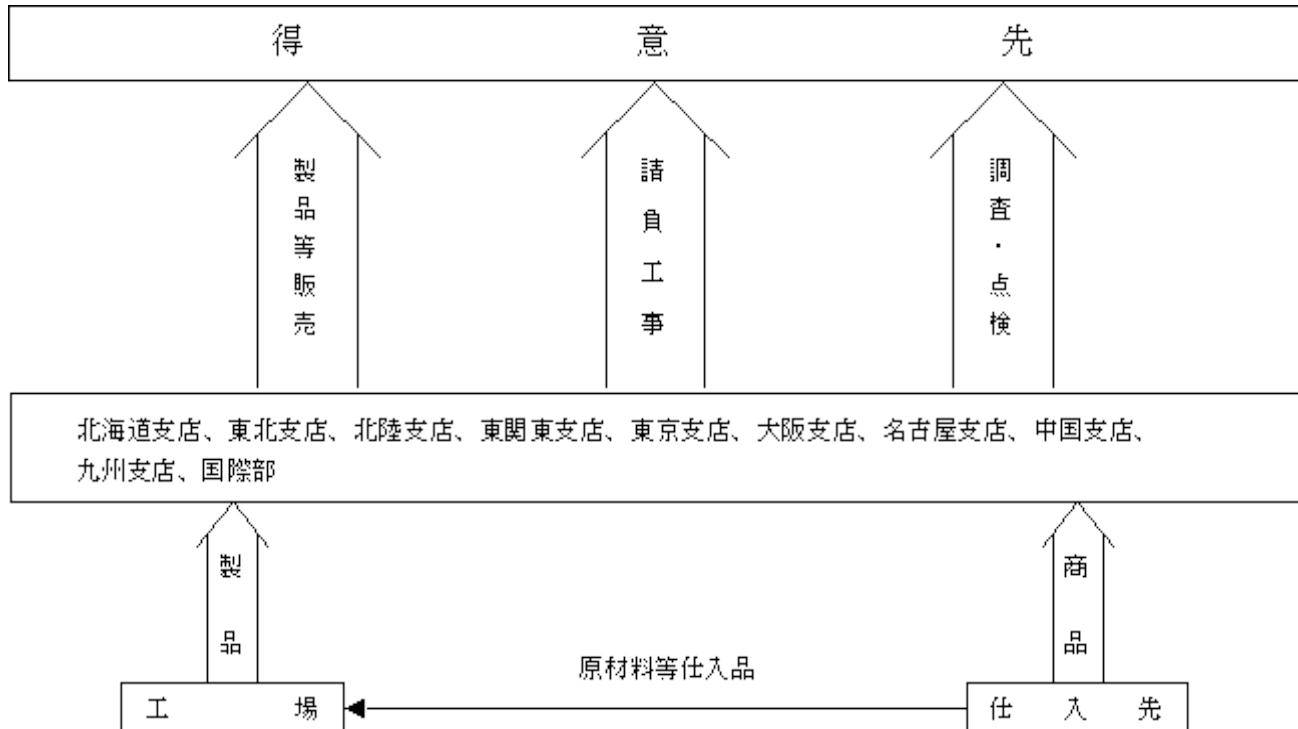 得意先
製品等販売
請負工事
調査・点検
北海道支店、東北支店、北陸支店、東関東支店、東京支店、大阪支店、名古屋支店、中国支店、
九州支店、国際部
製品
商品
原材料等仕入品
工場
仕入先